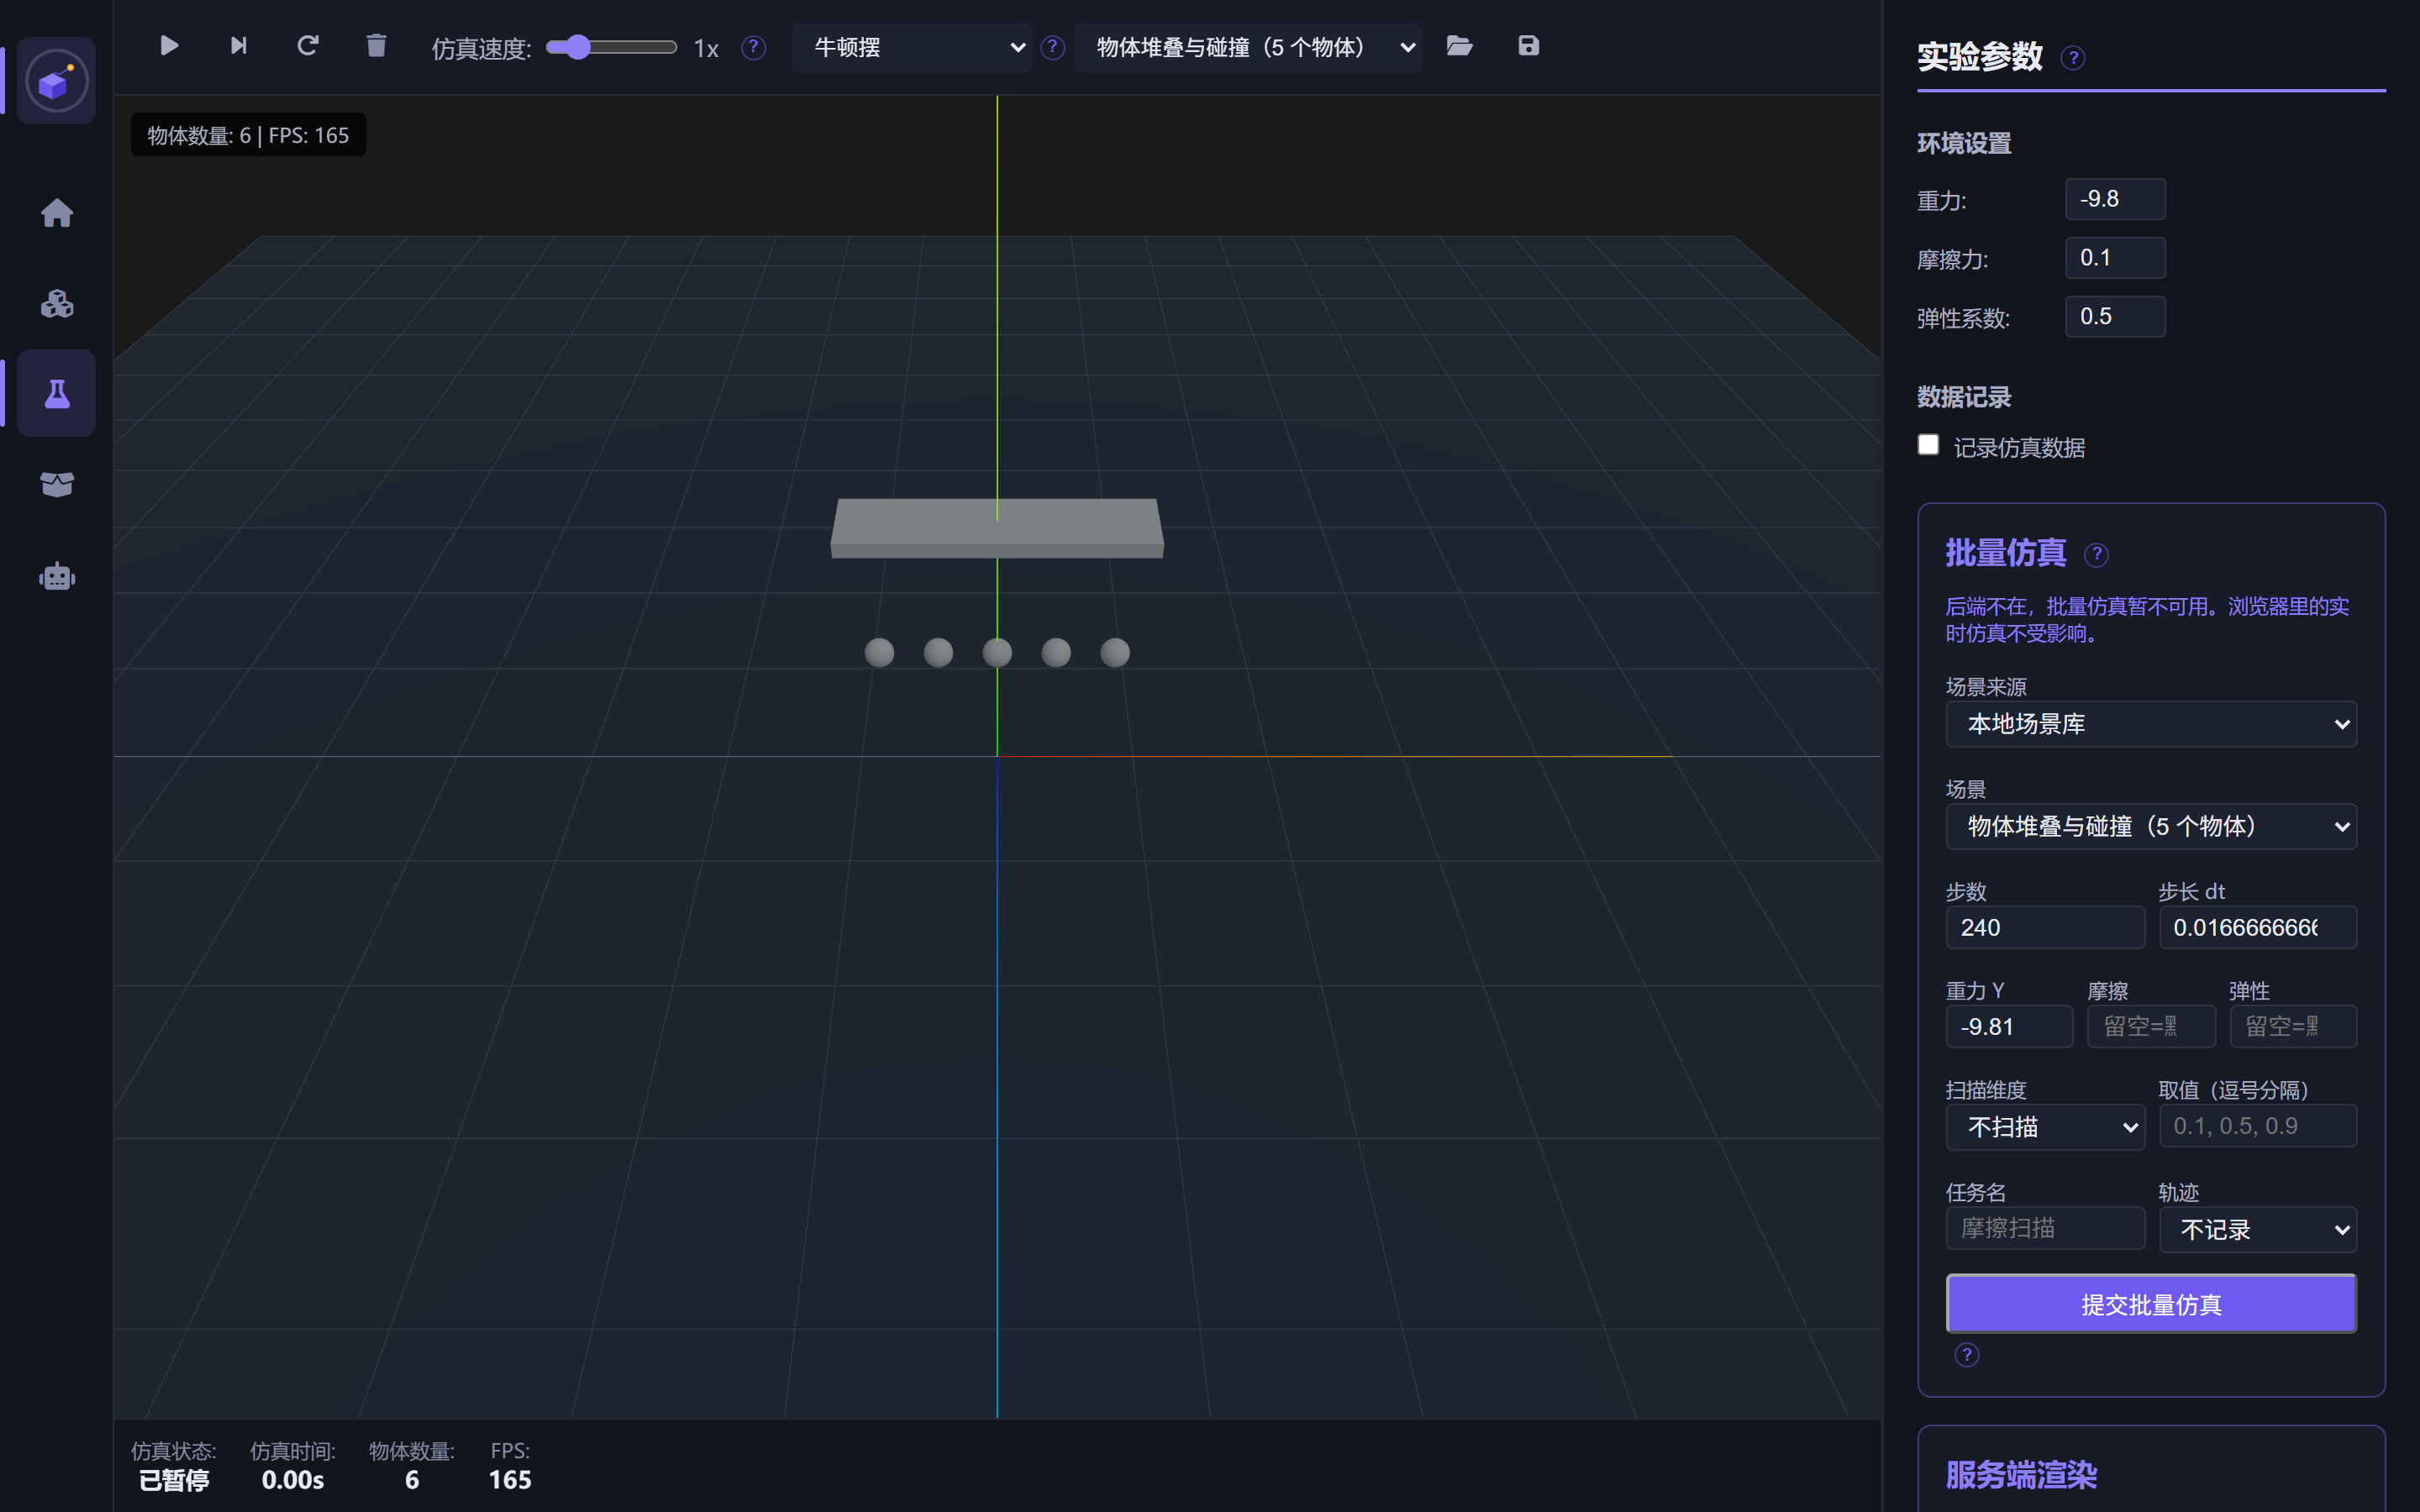 仿真速度: 1x ? 牛顿摆 ? 物体堆叠与碰撞（5 个物体）
物体数量: 6 | FPS: 165
仿真状态: 仿真时间: 物体数量: FPS:
已暂停 0.00s 6 165
实验参数 ?
环境设置
重力: -9.8
摩擦力: 0.1
弹性系数: 0.5
数据记录
记录仿真数据
批量仿真 ?
后端不在，批量仿真暂不可用。浏览器里的实
时仿真不受影响。
场景来源
本地场景库
场景
物体堆叠与碰撞（5 个物体）
步数 步长 dt
240 0.0166666666
重力 Y 摩擦 弹性
-9.81 留空= 留空=
扫描维度 取值（逗号分隔）
不扫描 0.1, 0.5, 0.9
任务名 轨迹
摩擦扫描 不记录
提交批量仿真
?
服务端渲染